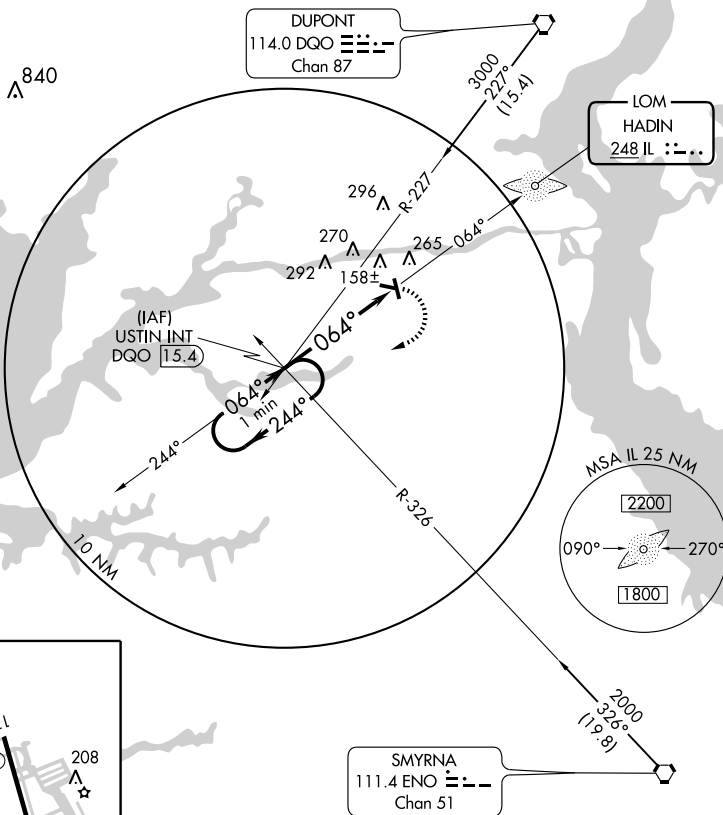 DUPONT
114.0 DQO
Chan 87
840
3000
227°
(15.4)
LOM
HADIN
248 IL
296
R-227
064°
270
265
292
158±
(IAF)
USTIN INT
DQO 15.4
064°
064°
1 min
244°
244°
R-326
MSA IL 25 NM
2200
090°
270°
1800
10 NM
2000
326°
(19.8)
208
SMYRNA
111.4 ENO
Chan 51